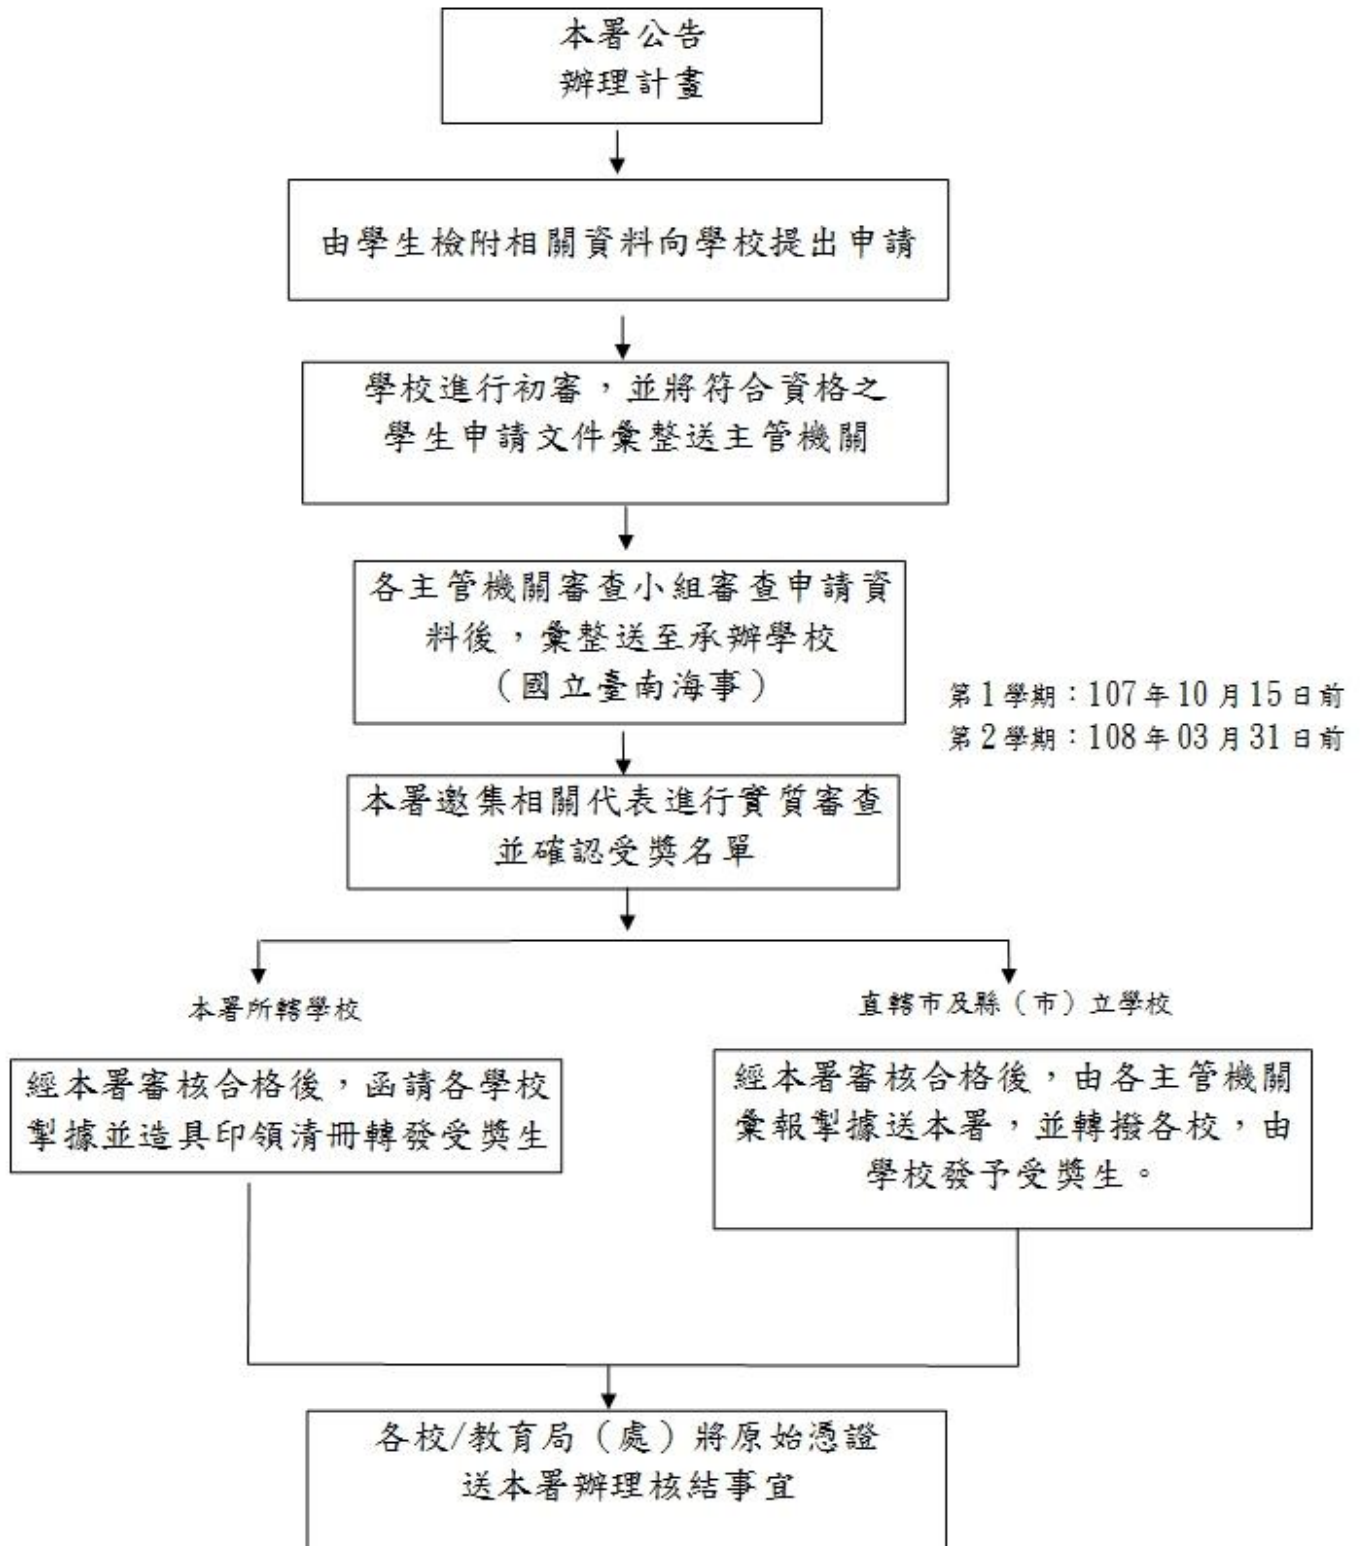 本署公告
辦理計畫
由學生檢附相關資料向學校提出申請
學校進行初審，並將符合資格之
學生申請文件彙整送主管機關
各主管機關審查小組審查申請資
料後，彙整送至承辦學校
（國立臺南海事）
第1學期：107年10月15日前
第2學期：108年03月31日前
本署邀集相關代表進行實質審查
並確認受獎名單
本署所轄學校
直轄市及縣（市）立學校
經本署審核合格後，函請各學校
掣據並造具印領清冊轉發受獎生
經本署審核合格後，由各主管機關
彙報掣據送本署，並轉撥各校，由
學校發予受獎生。
各校/教育局（處）將原始憑證
送本署辦理核結事宜